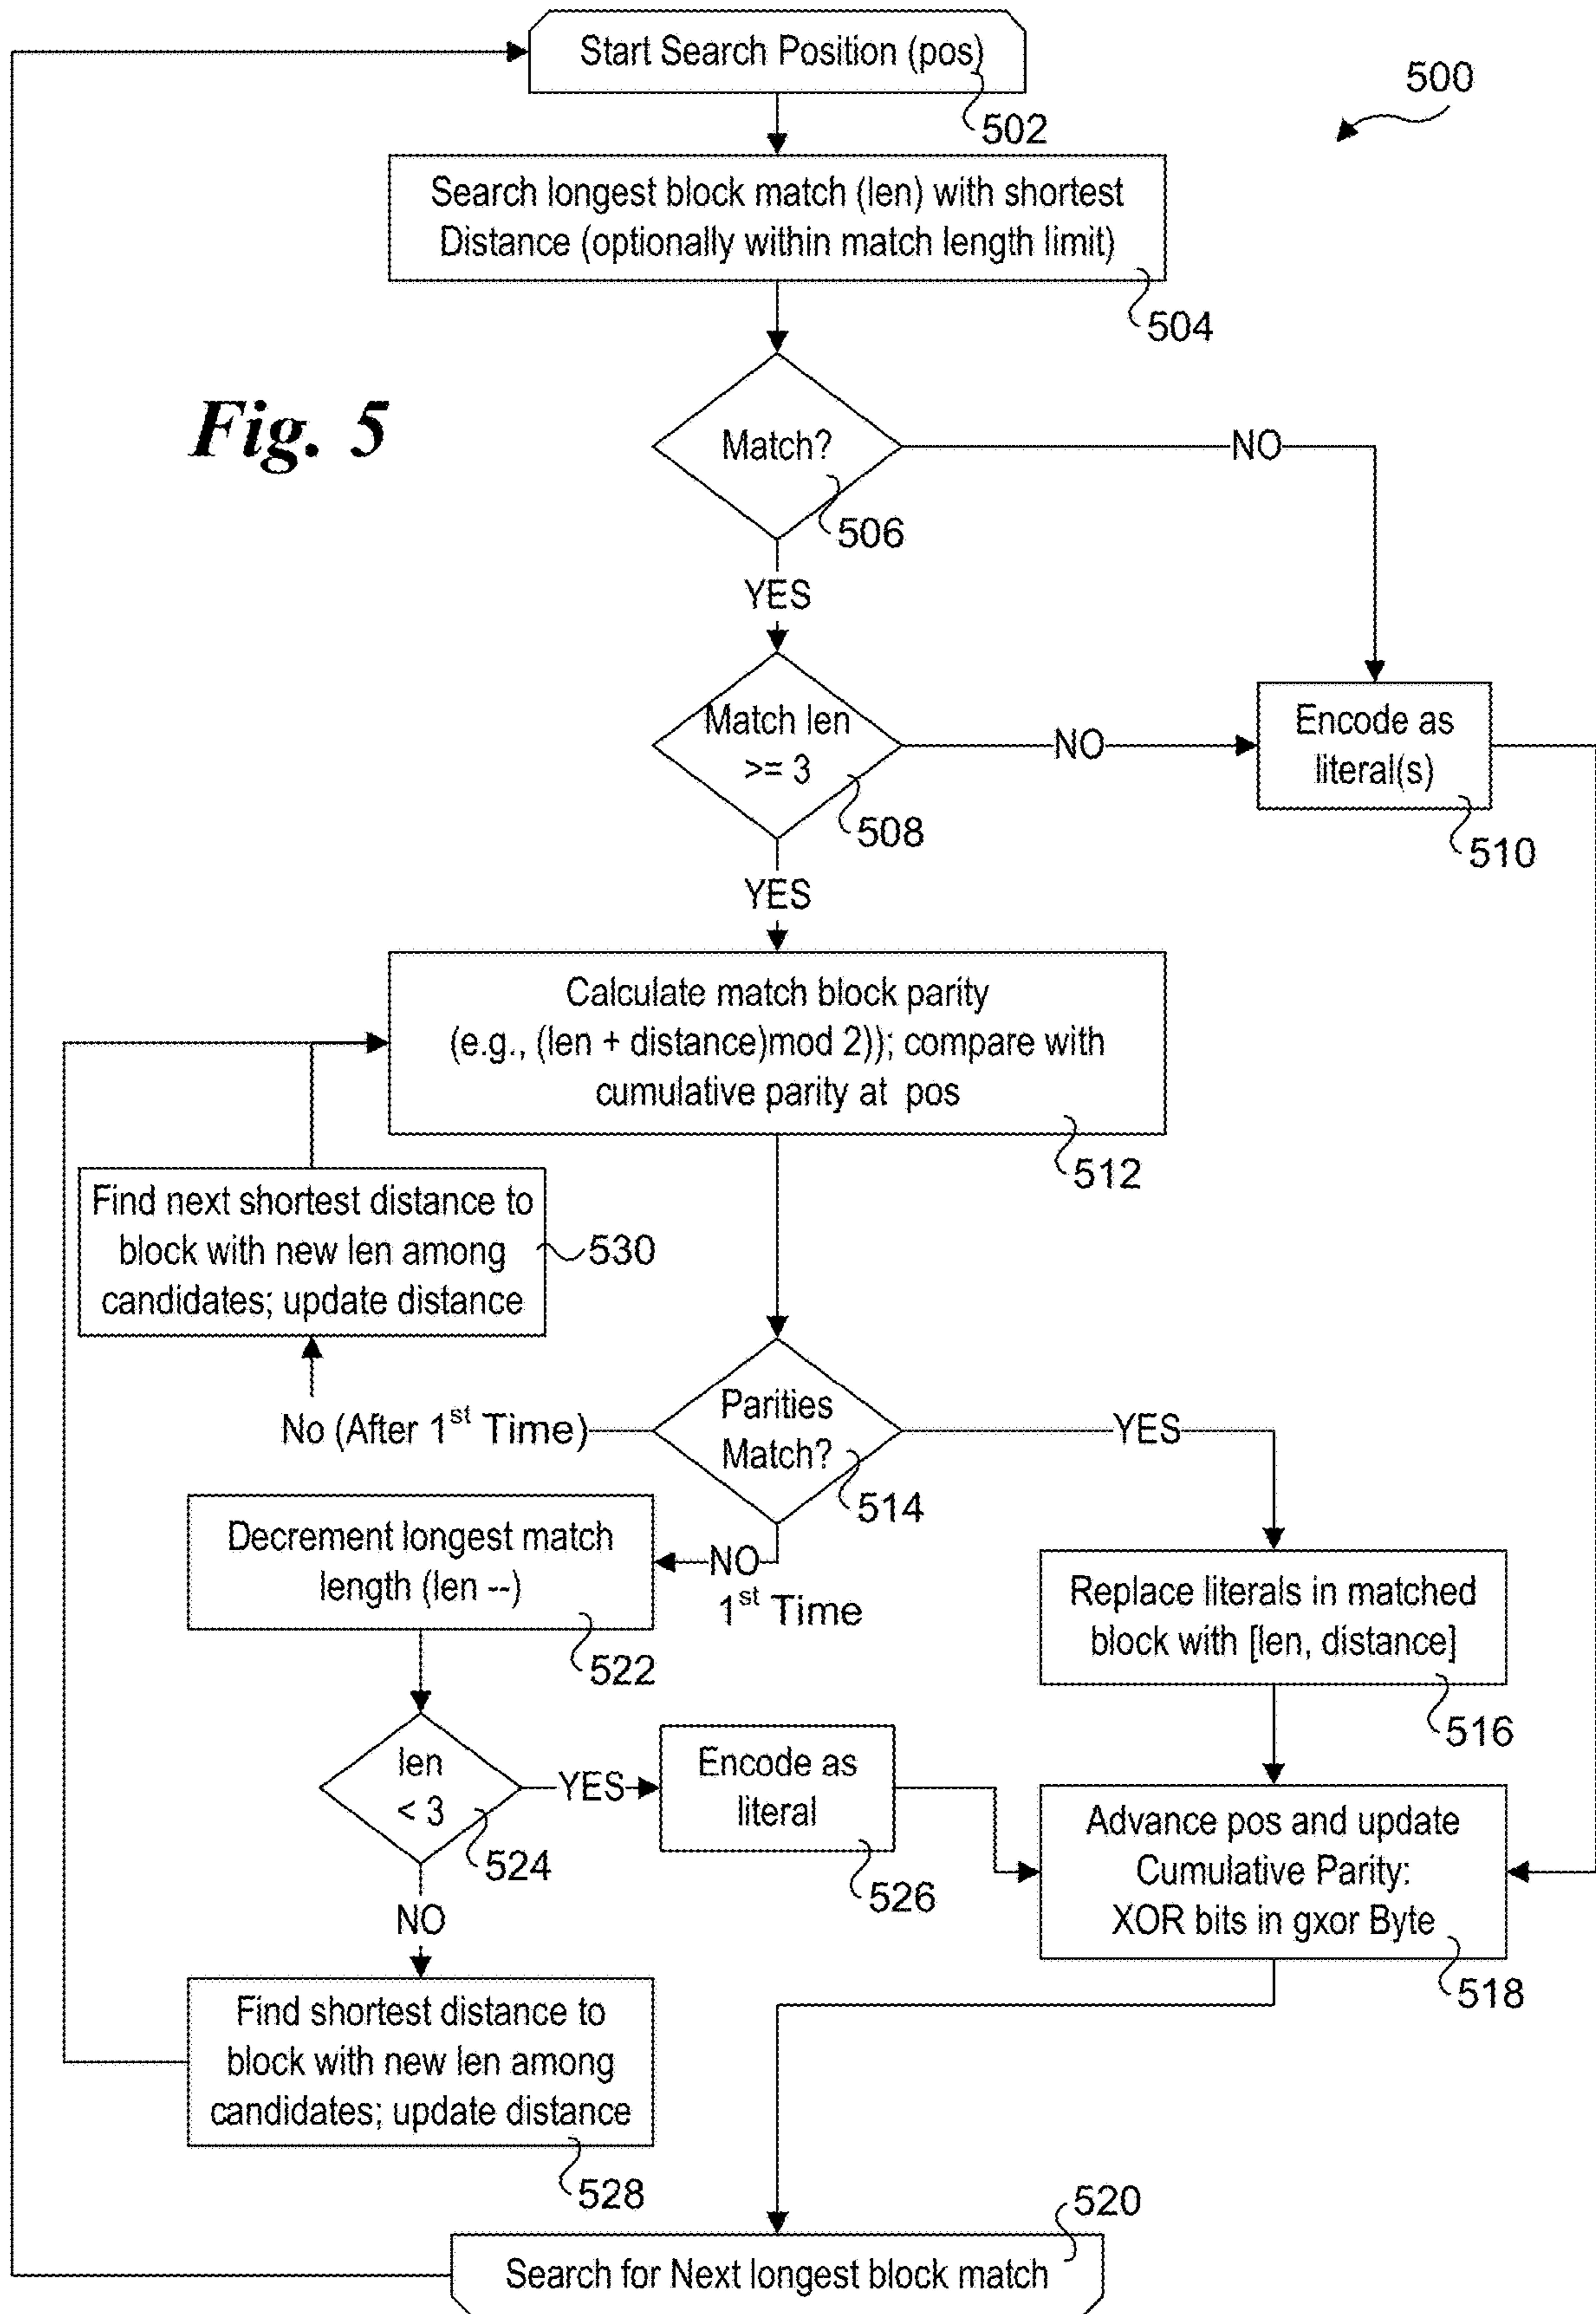 Start Search Position (pos)
502
500
Search longest block match (len) with shortest
Distance (optionally within match length limit)
504
Fig. 5
Match?
506
NO
YES
Match len
>= 3
508
NO
Encode as
literal(s)
510
YES
Calculate match block parity
(e.g., (len + distance)mod 2)); compare with
cumulative parity at pos
512
Find next shortest distance to
block with new len among
candidates; update distance
530
No (After 1st Time)
Parities
Match?
514
YES
NO
1st Time
Decrement longest match
length (len --)
522
Replace literals in matched
block with [len, distance]
516
len
< 3
524
YES
Encode as
literal
526
Advance pos and update
Cumulative Parity:
XOR bits in gxor Byte
518
NO
Find shortest distance to
block with new len among
candidates; update distance
528
520
Search for Next longest block match